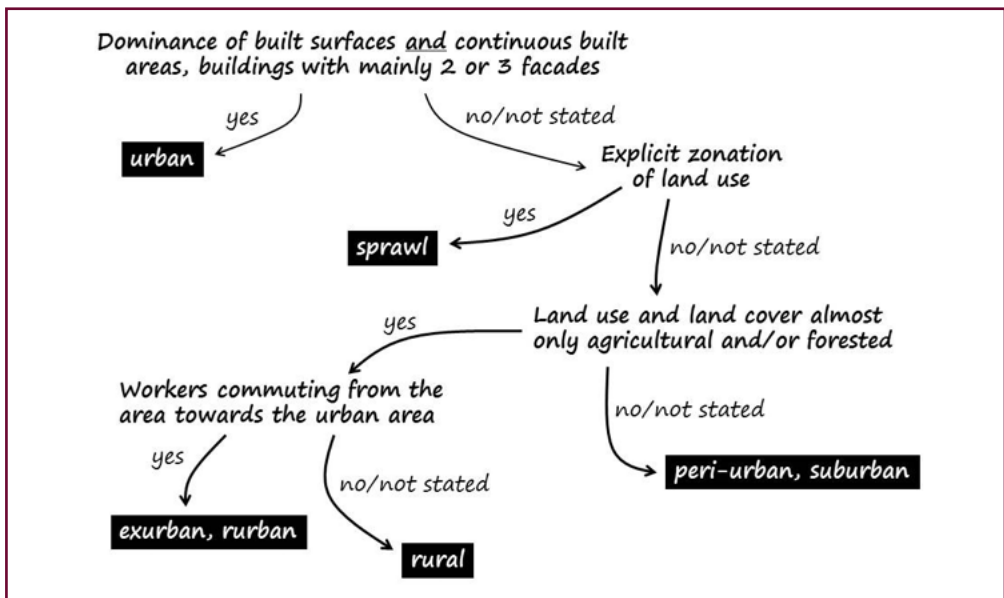 Dominance of built surfaces and continuous built
areas, buildings with mainly 2 or 3 facades
yes
no/not stated
urban
Explicit zonation
of land use
yes
sprawl
no/not stated
Land use and land cover almost
only agricultural and/or forested
yes
Workers commuting from the
area towards the urban area
no/not stated
yes
no/not stated
peri-urban, suburban
exurban, rurban
rural